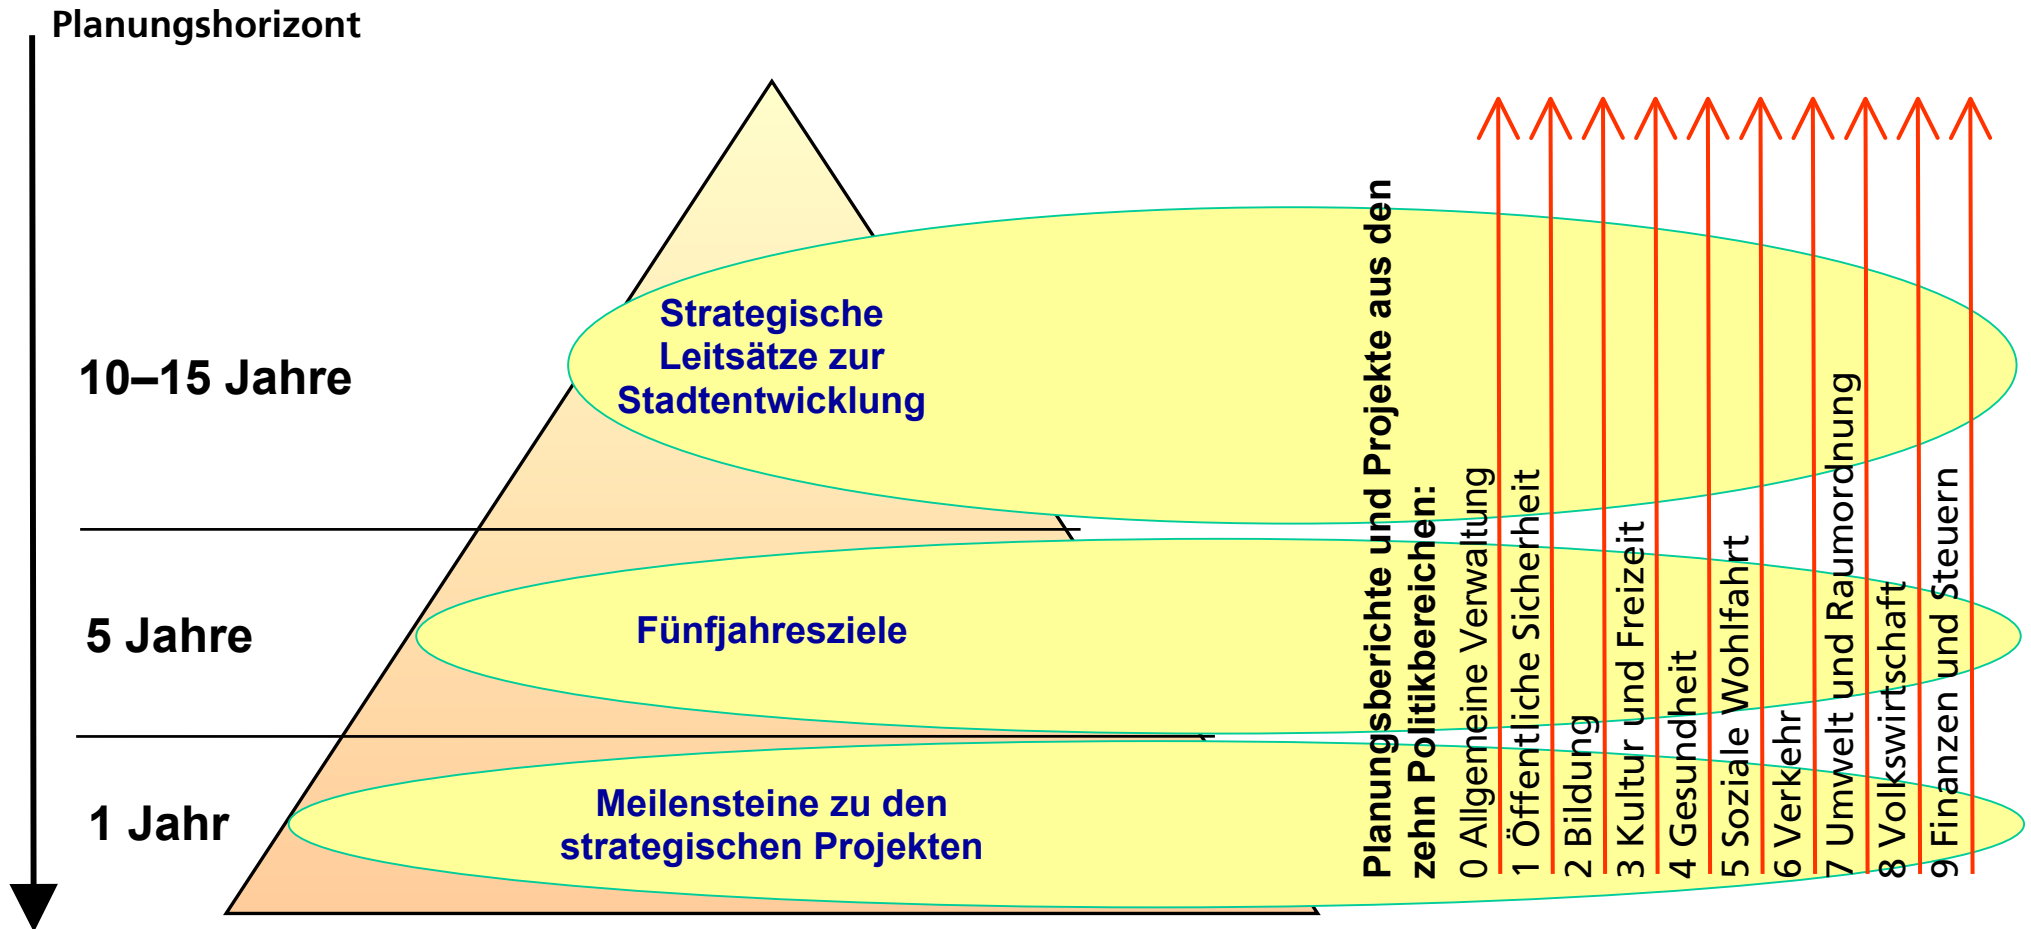 Planungshorizont
10–15 Jahre
Strategische
Leitsätze zur
Stadtentwicklung
5 Jahre
Fünfjahresziele
1 Jahr
Meilensteine zu den
strategischen Projekten
Planungsberichte und Projekte aus den
zehn Politikbereichen:
0 Allgemeine Verwaltung
1 Öffentliche Sicherheit
2 Bildung
3 Kultur und Freizeit
4 Gesundheit
5 Soziale Wohlfahrt
6 Verkehr
7 Umwelt und Raumordnung
8 Volkswirtschaft
9 Finanzen und Steuern